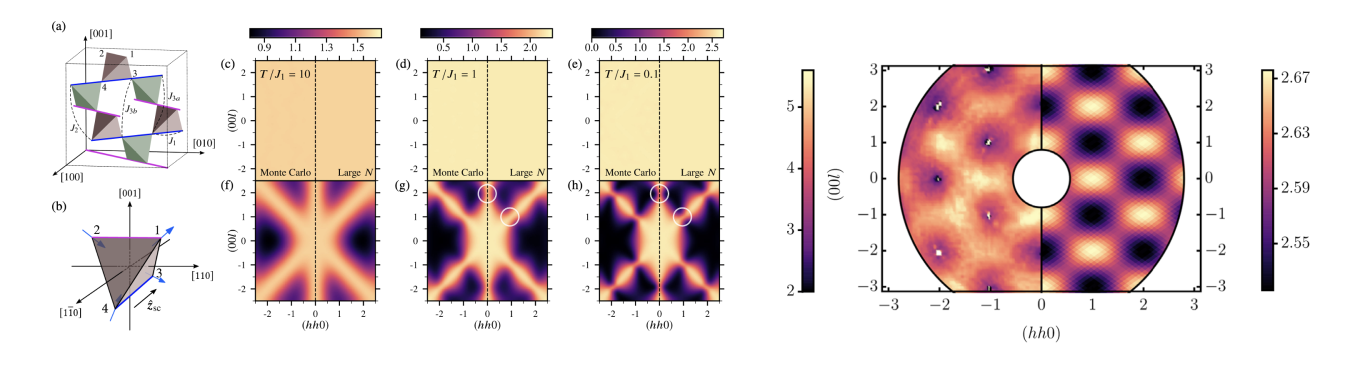 (a)
[001]
2 1
3
4
J3a
J3b
J2
J1
[010]
[100]
(b)
[001]
2 1
3
4
[110]
[11̅0]
ẑsc
0.9 1.1 1.3 1.5
0.5 1.0 1.5 2.0
0.0 0.5 1.0 1.5 2.0 2.5
(c) (d) (e)
T/J1 = 10
T/J1 = 1
T/J1 = 0.1
2
1
0
-1
-2
(00l)
Monte Carlo Large N
Monte Carlo Large N
Monte Carlo Large N
(f) (g) (h)
2
1
0
-1
-2
(00l)
-2 -1 0 1 2
-2 -1 0 1 2
-2 -1 0 1 2
(hh0)
(hh0)
(hh0)
5
4
3
2
(00l)
3
2
1
0
−1
−2
−3
3
2
1
0
−1
−2
−3
−3 −2 −1 0 1 2 3
(hh0)
2.67
2.63
2.59
2.55